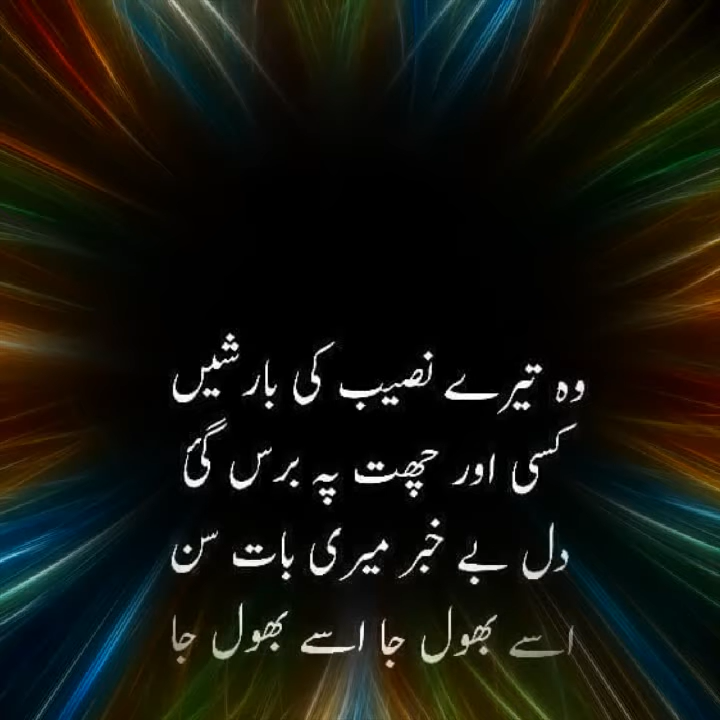 وہ تیرے نصیب کی بارشیں
کسی اور چھت پہ برس گئ
دل بے خبر میری بات سن
اسے بھول جا اسے بھول جا